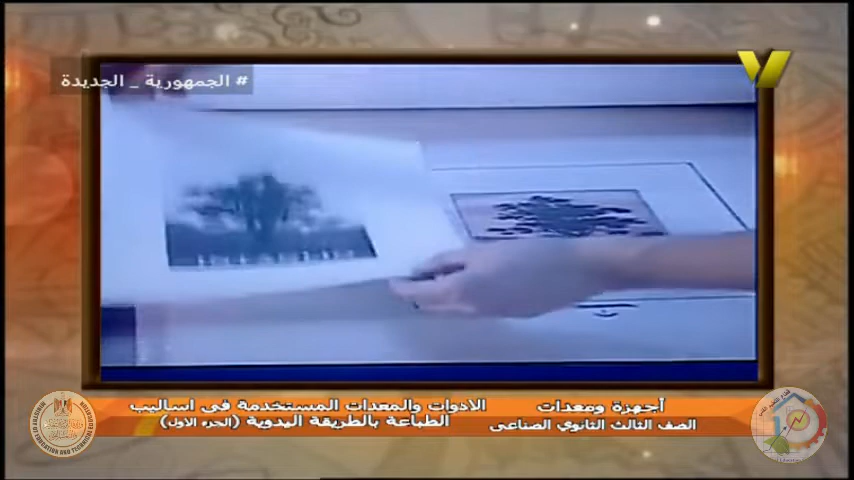 # الجمهورية _ الجديدة
أجهزة ومعدات
الصف الثالث الثانوي الصناعى
الادوات والمعدات المستخدمة فى اساليب
الطباعة بالطريقة اليدوية (الجزء الاول)